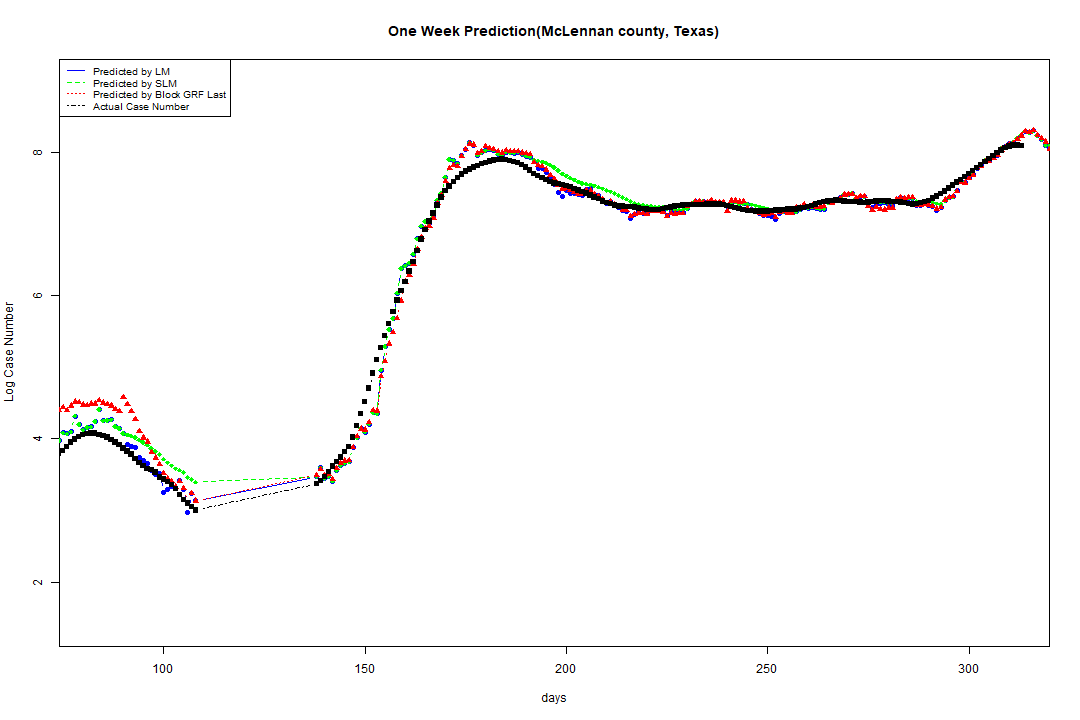 One Week Prediction(McLennan county, Texas)
Predicted by LM
Predicted by SLM
Predicted by Block GRF Last
Actual Case Number
8
6
4
2
Log Case Number
100 150 200 250 300
days